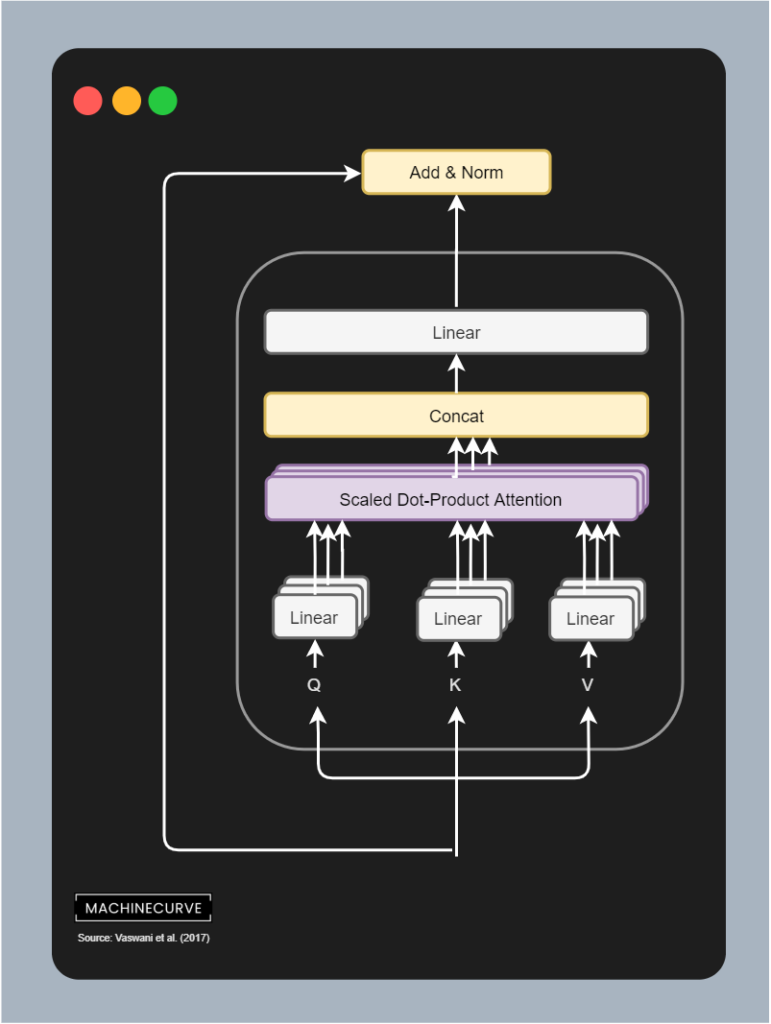 Add & Norm
Linear
Concat
Scaled Dot-Product Attention
Linear Linear Linear
Q K V
MACHINECURVE
Source: Vaswani et al. (2017)